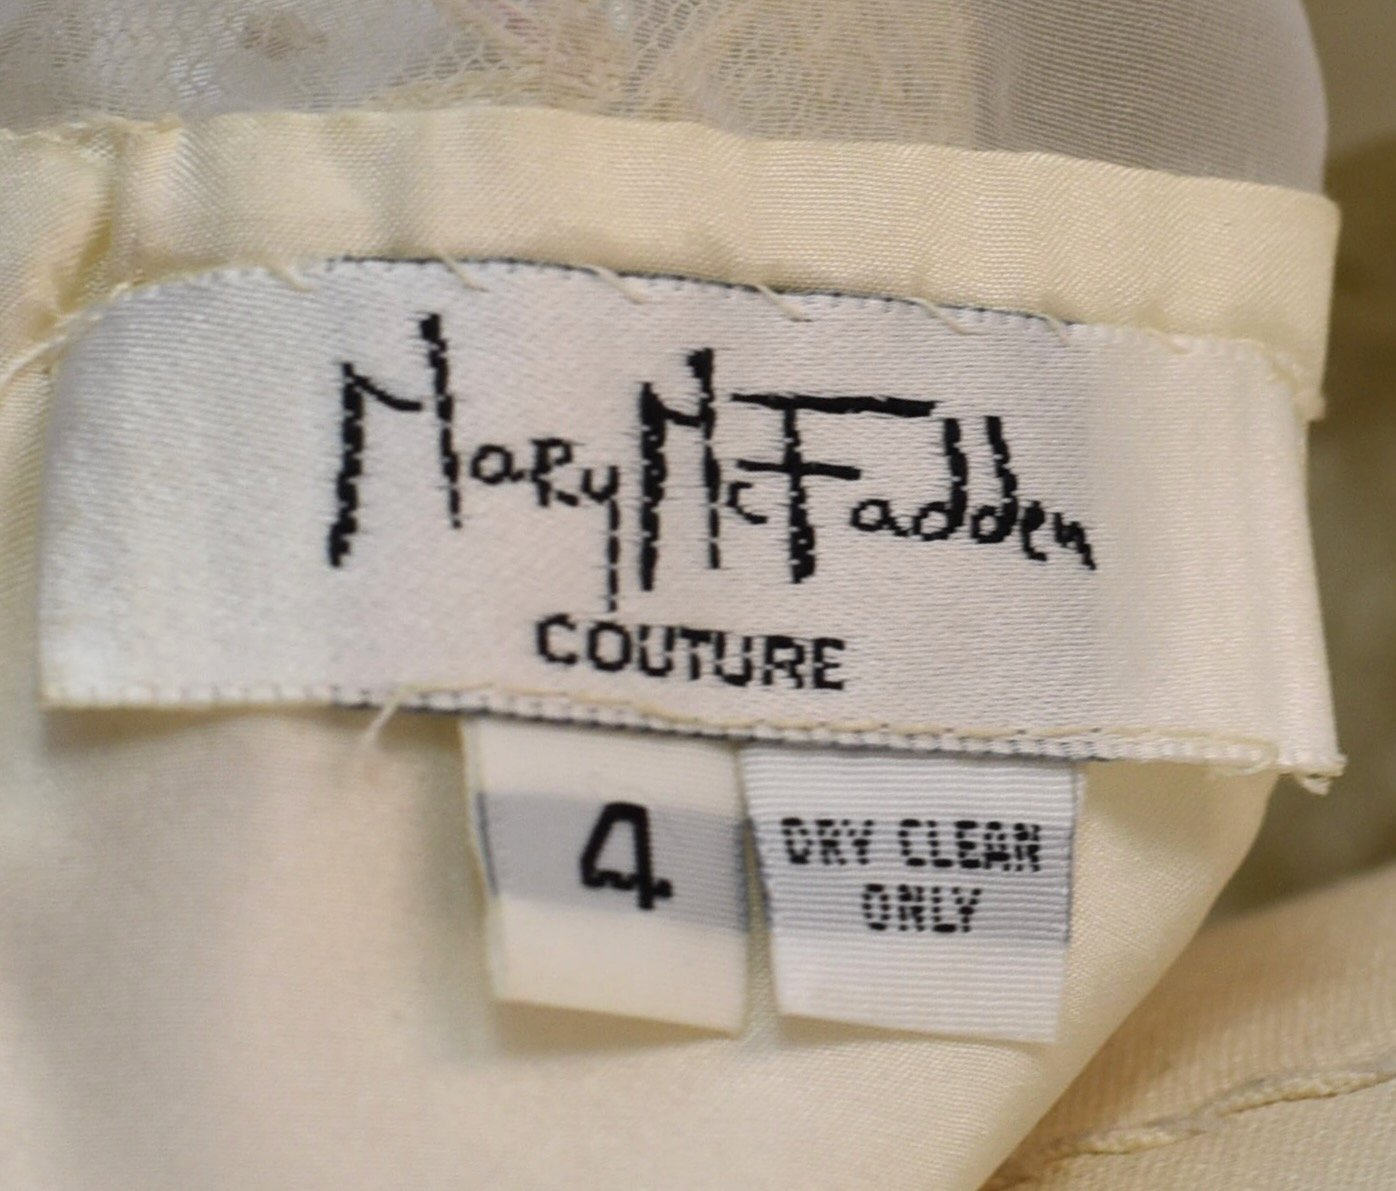 Mary McFadden
COUTURE
4
DRY CLEAN
ONLY